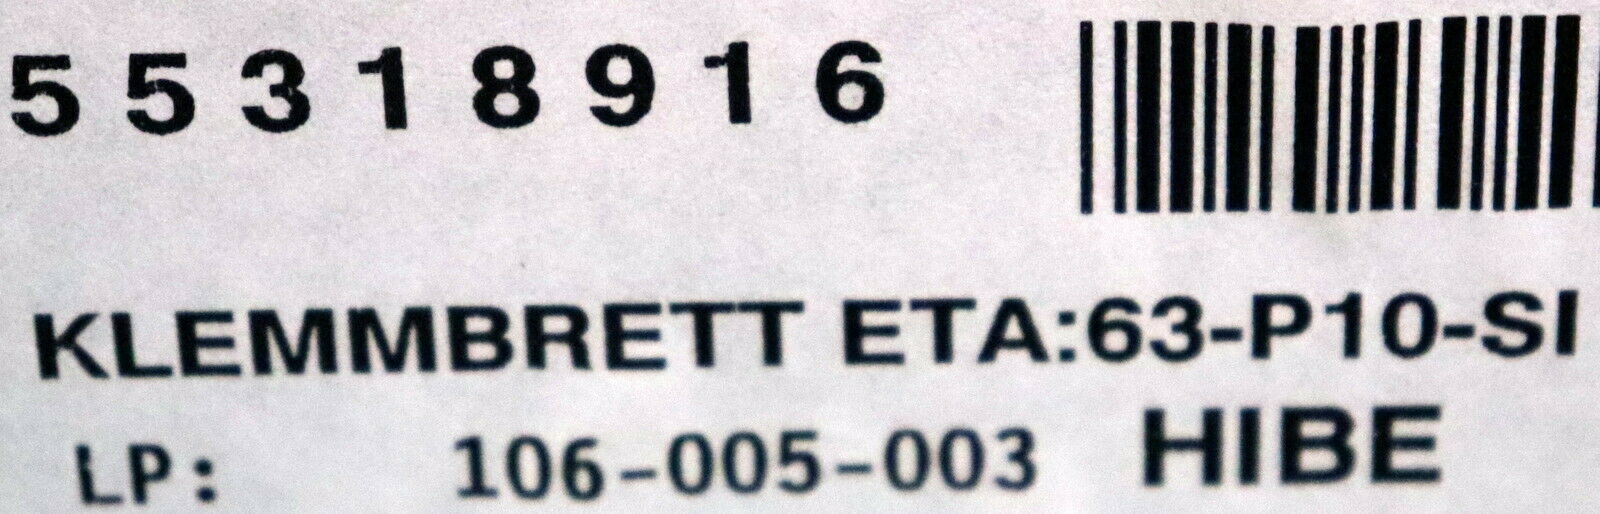 55318916
KLEMMBRETT ETA:63-P10-SI
LP: 106-005-003 HIBE